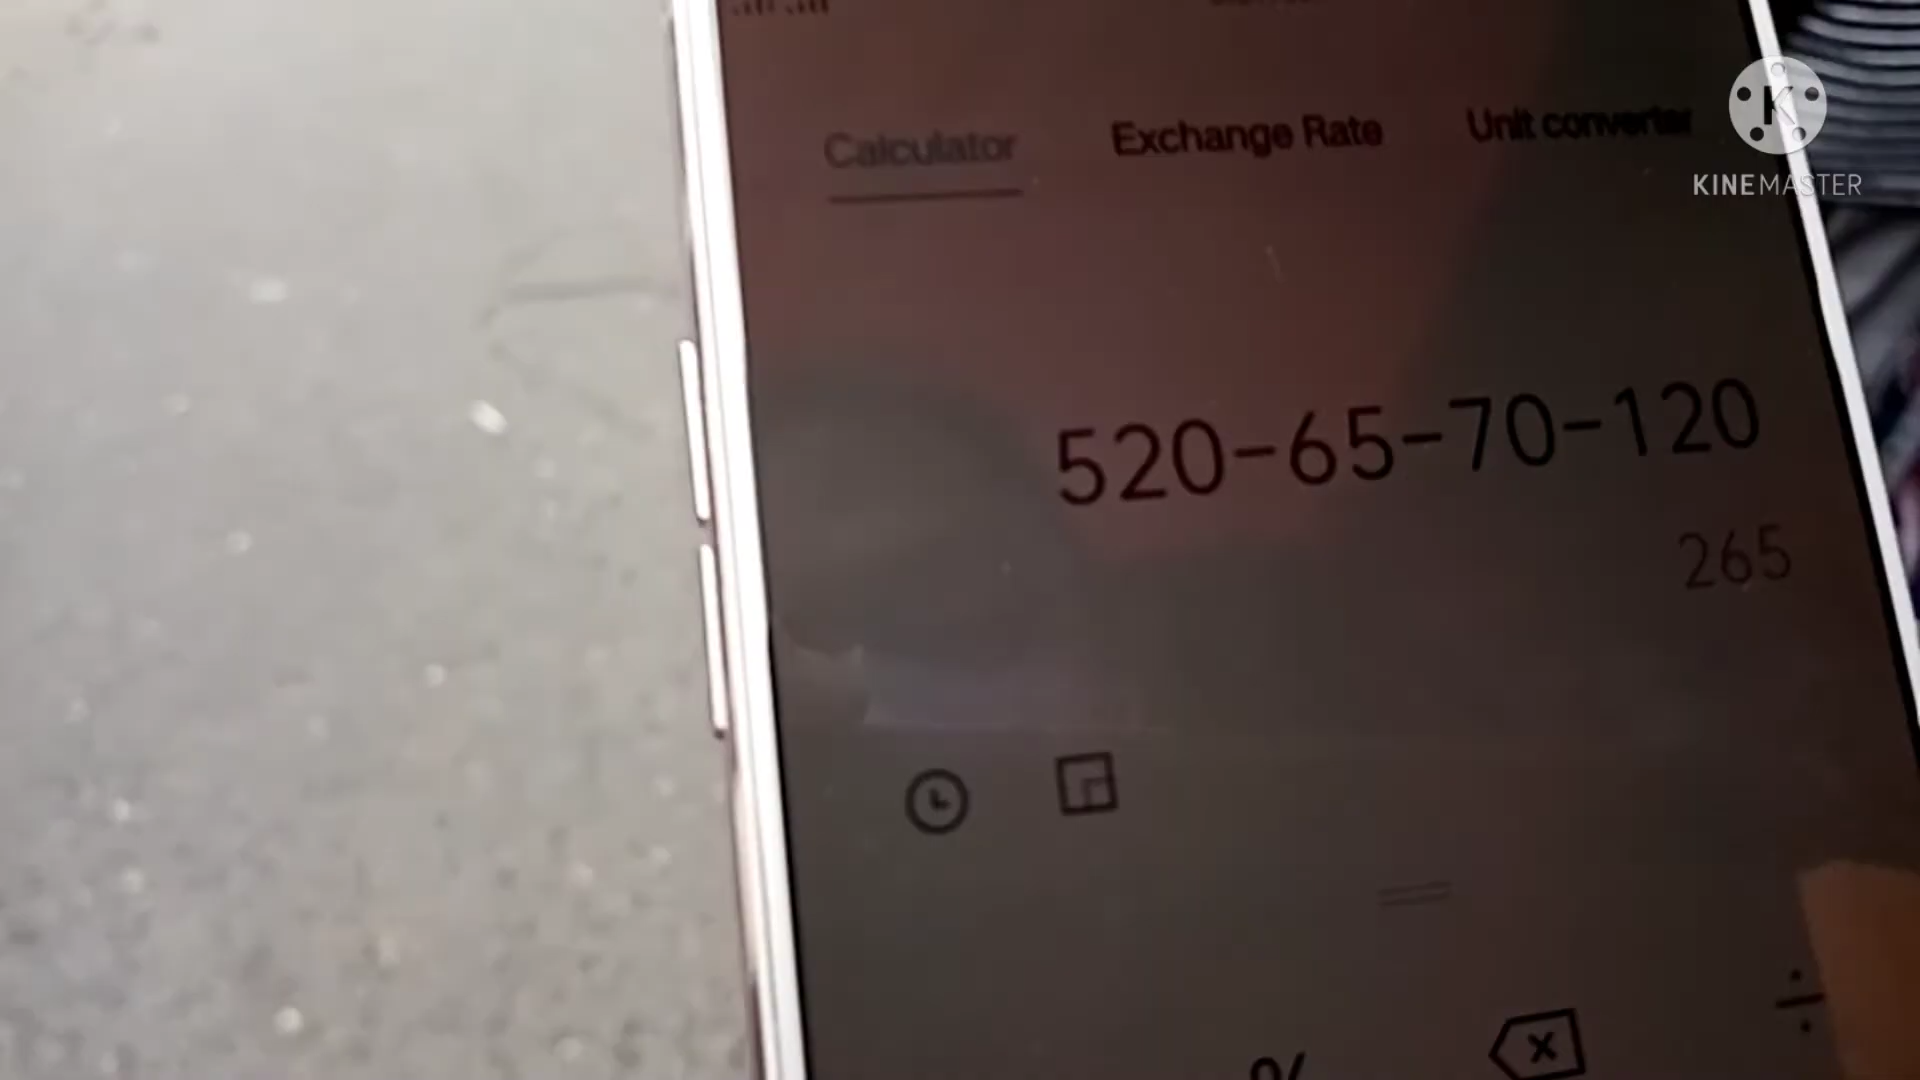 Calculator Exchange Rate Unit converter
K
KINEMASTER
520-65-70-120
265
%
÷